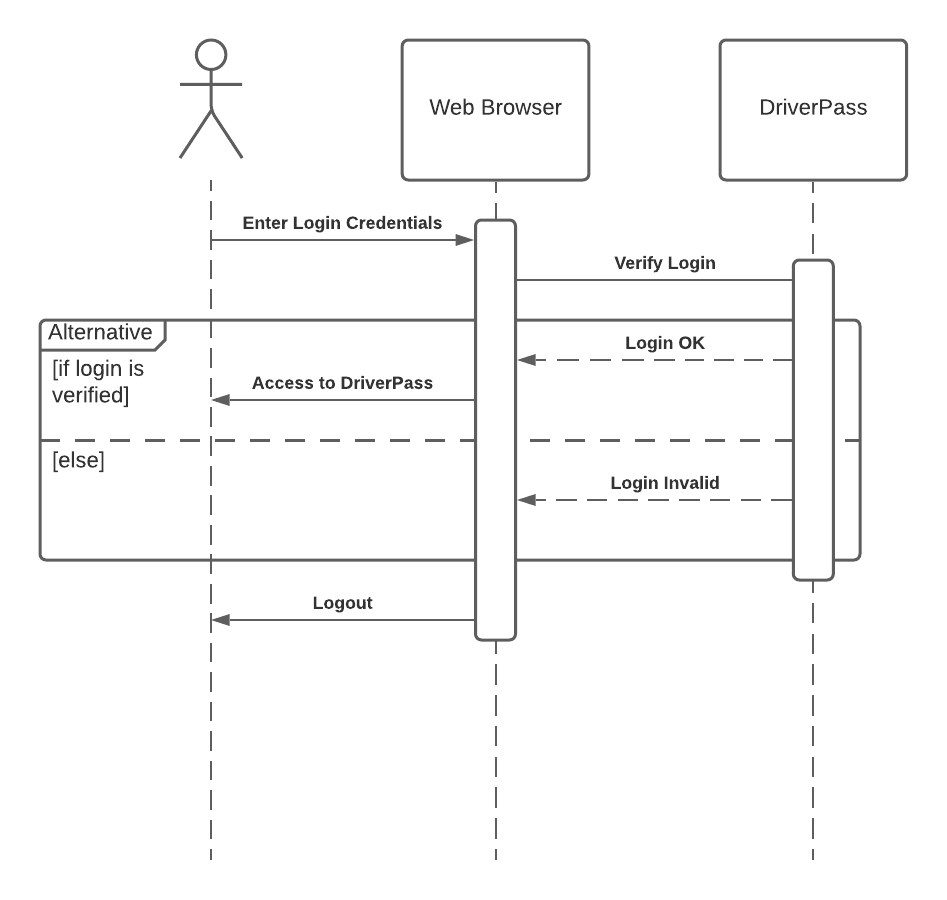 Web Browser
DriverPass
Enter Login Credentials
Verify Login
Alternative
Login OK
[if login is
verified]
Access to DriverPass
[else]
Login Invalid
Logout